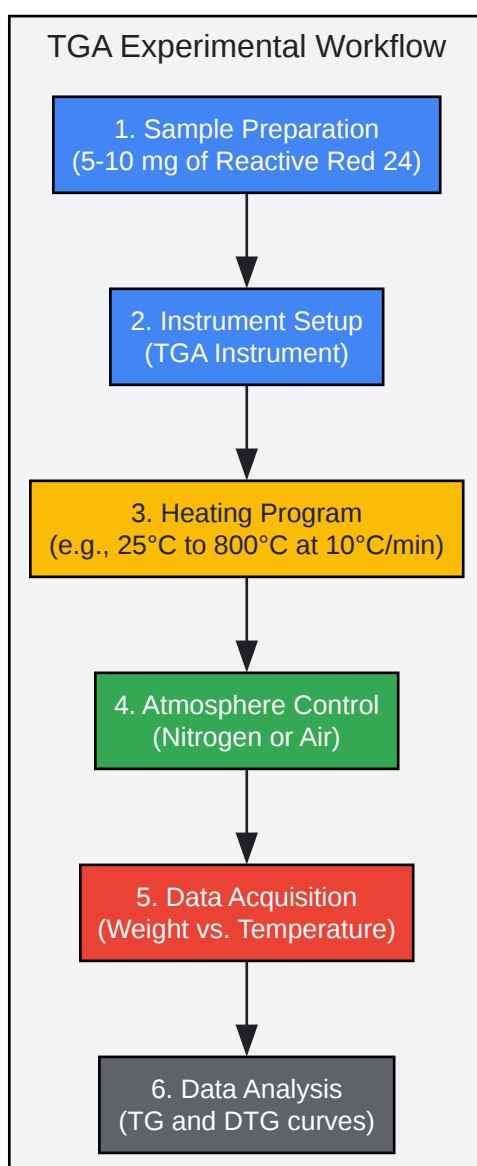 TGA Experimental Workflow
1. Sample Preparation
(5-10 mg of Reactive Red 24)
2. Instrument Setup
(TGA Instrument)
3. Heating Program
(e.g., 25°C to 800°C at 10°C/min)
4. Atmosphere Control
(Nitrogen or Air)
5. Data Acquisition
(Weight vs. Temperature)
6. Data Analysis
(TG and DTG curves)